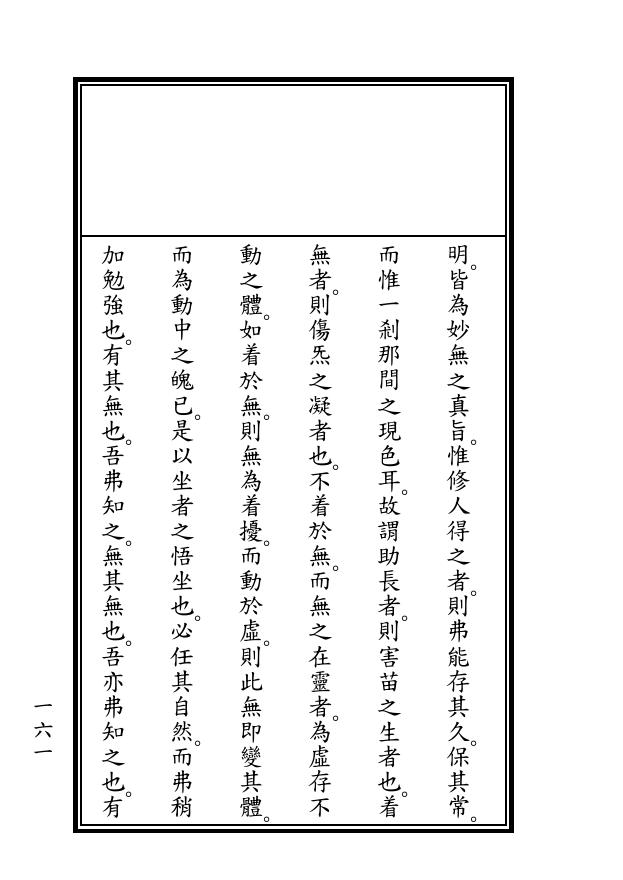 明。皆為妙無之真旨。惟修人得之者。則弗能存其久。保其常。
而惟一剎那間之現色耳。故謂助長者。則害苗之生者也。着
無者。則傷炁之凝者也。不着於無。而無之在靈者。為虛存不
動之體。如着於無。則無為着擾。而動於虛。則此無即變其體。
而為動中之魄已。是以坐者之悟坐也。必任其自然。而弗稍
加勉強也。有其無也。吾弗知之。無其無也。吾亦弗知之也。有
一六一